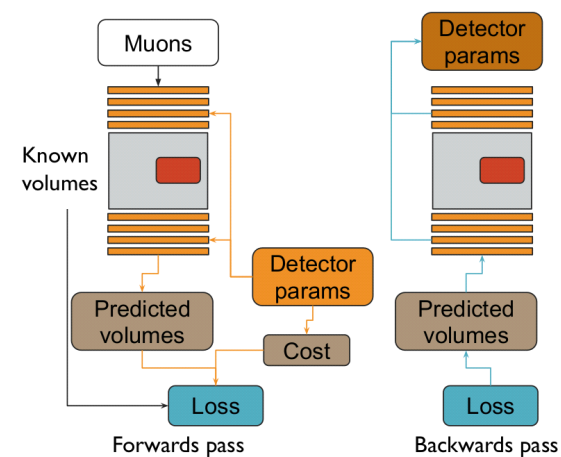 Muons
Known
volumes
Detector
params
Predicted
volumes
Cost
Loss
Forwards pass
Detector
params
Predicted
volumes
Loss
Backwards pass